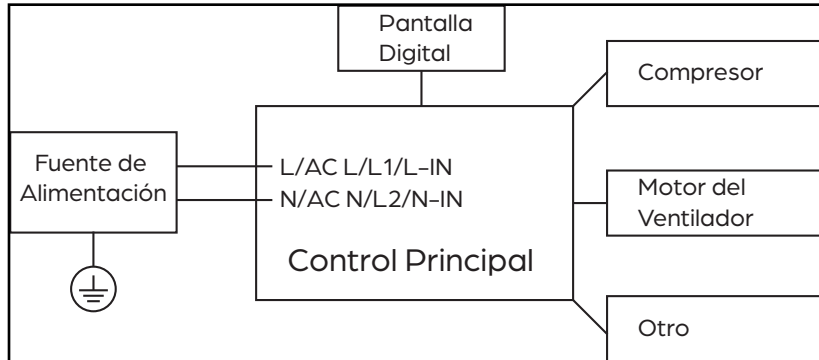 Pantalla
Digital
Compresor
Fuente de
Alimentación
L/AC L/L1/L-IN
N/AC N/L2/N-IN
Motor del
Ventilador
Control Principal
Otro